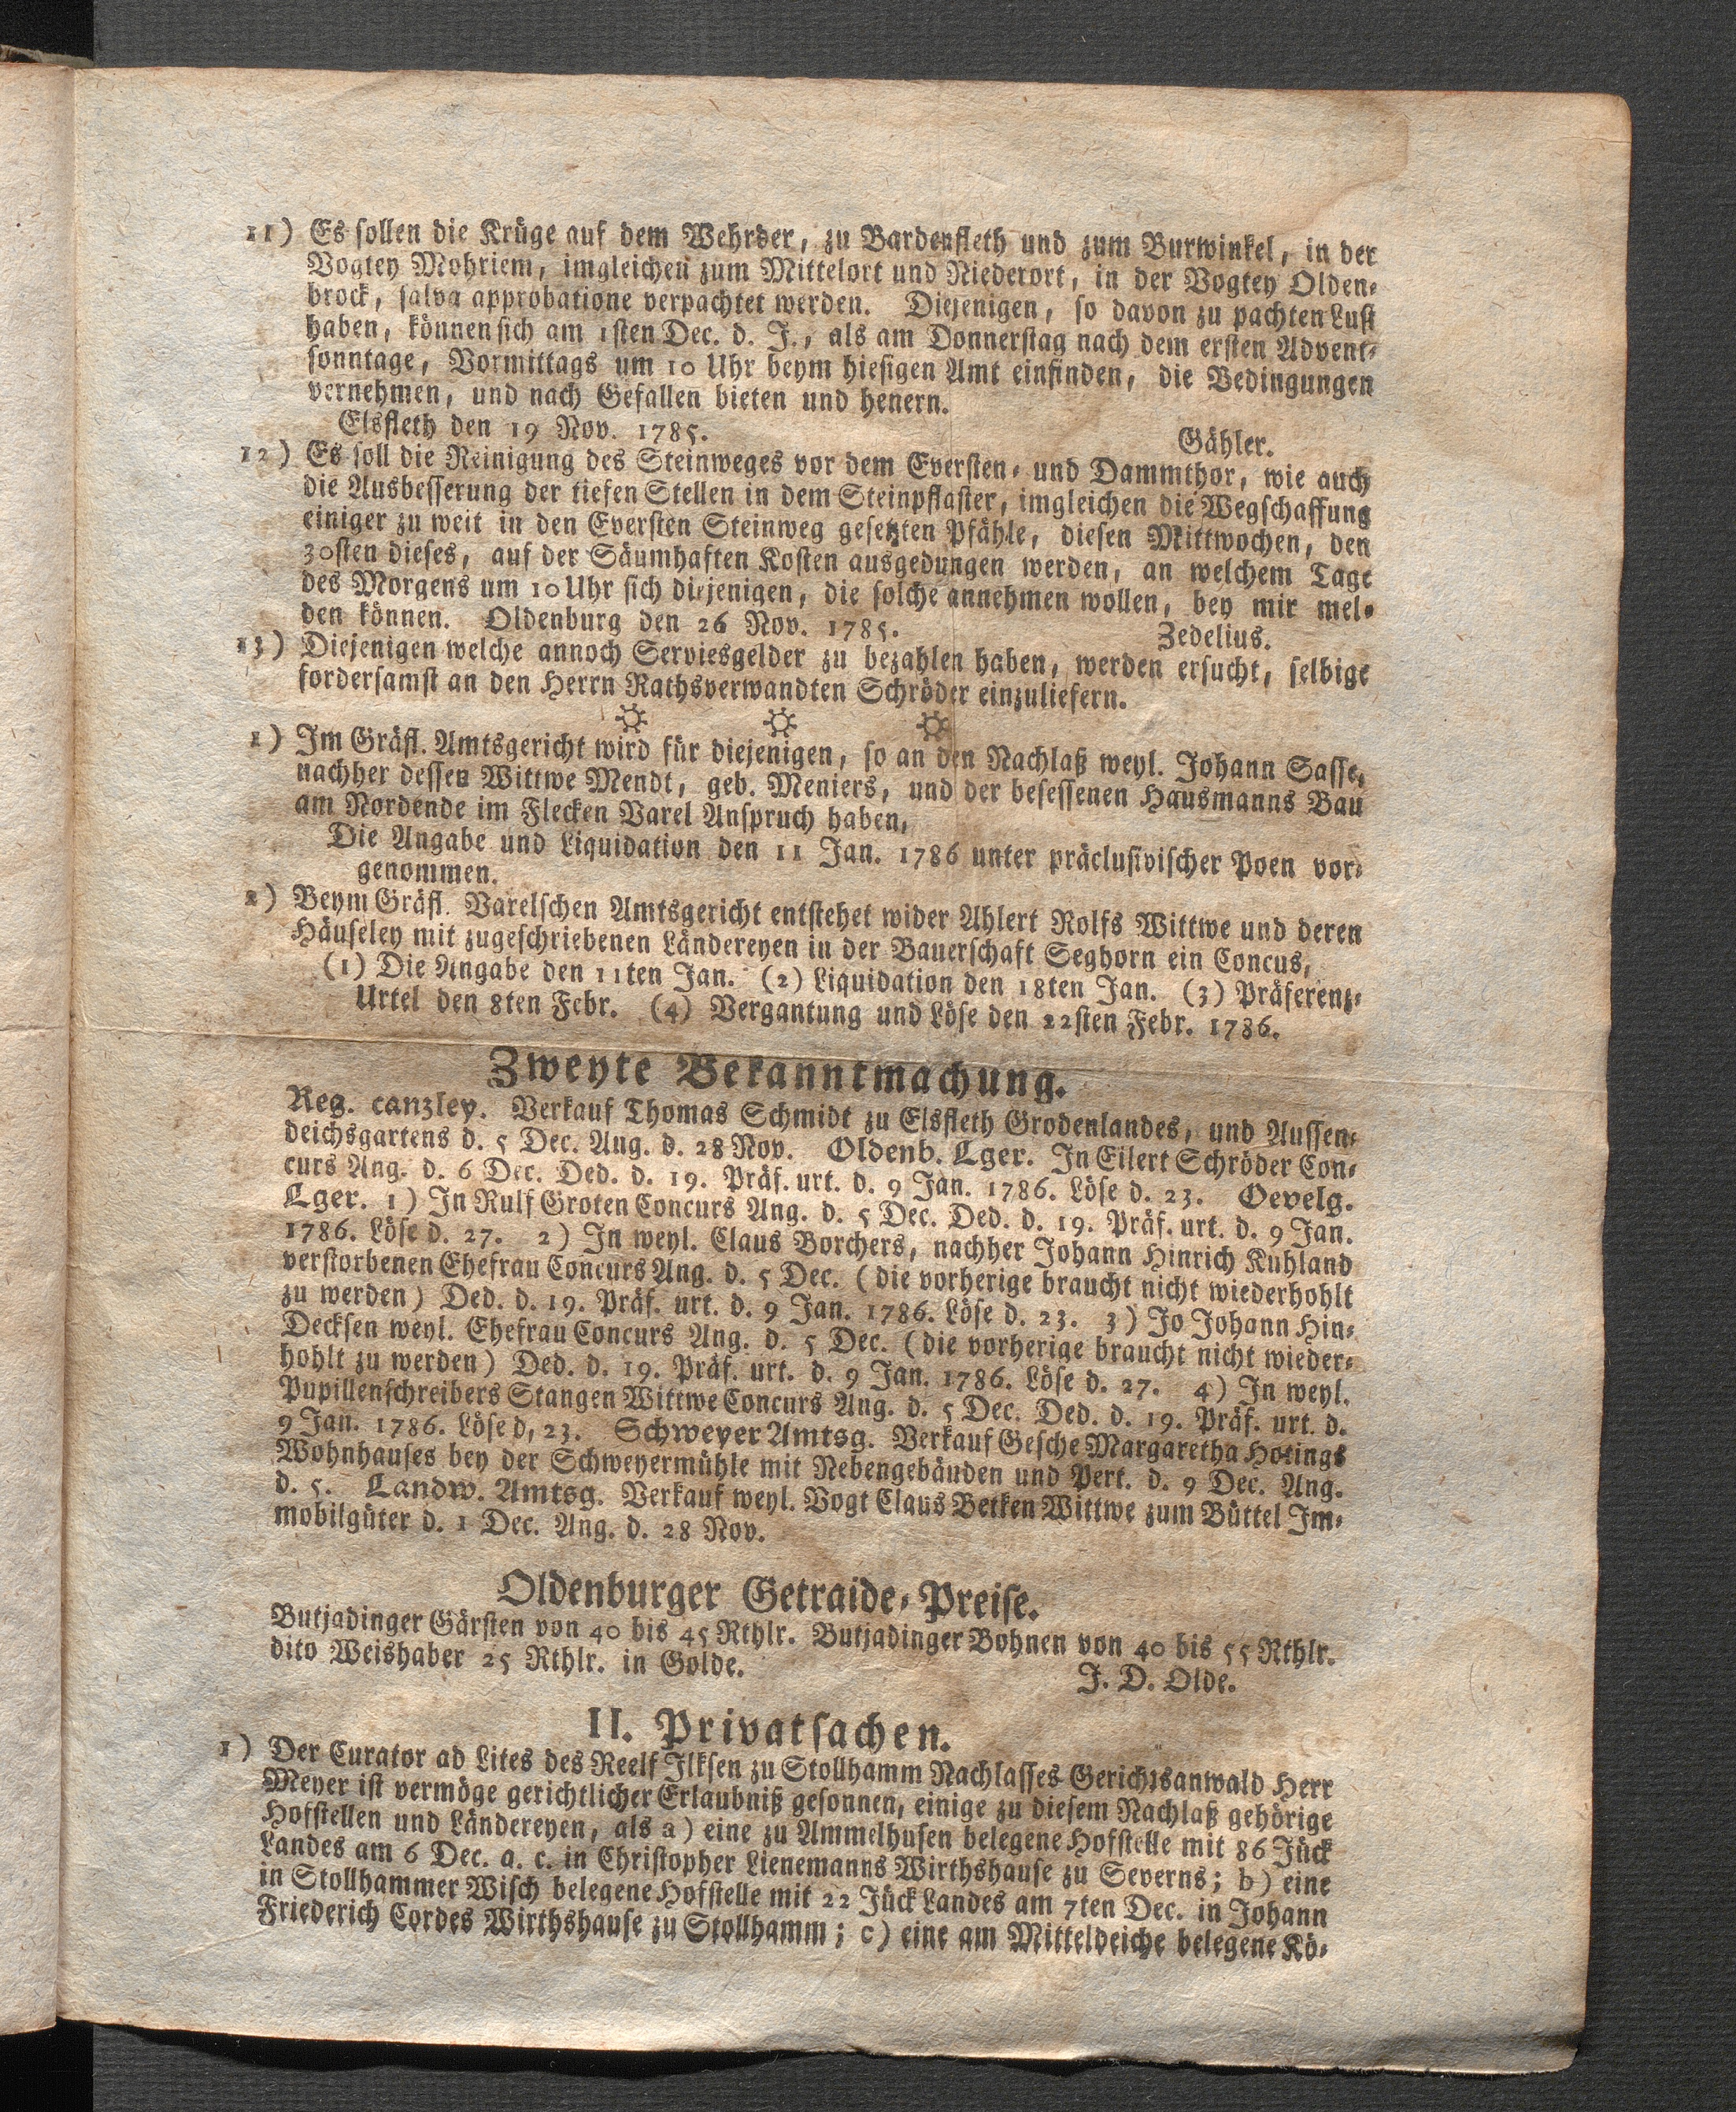 11) Es sollen die Krüge auf dem Wehrder, zu Bardenfleth und zum Burwinkel, in der
Vogtey Mohriem, imgleichen zum Mittelort und Niederort, in der Vogtey Olden-
brock, salva approbatione verpachtet werden. Diejenigen, so davon zu pachten Lust
haben, können sich am 1sten Dec. d. J., als am Donnerstag nach dem ersten Advent-
sonntage, Vormittags um 10 Uhr beym hiesigen Amt einfinden, die Bedingungen
vernehmen, und nach Gefallen bieten und henern.
Elsfleth den 19 Nov. 1785. Gähler.
12) Es soll die Reinigung des Steinweges vor dem Eversten- und Dammthor, wie auch
die Ausbesserung der tiefen Stellen in dem Steinpflaster, imgleichen die Wegschaffung
einiger zu weit in den Eversten Steinweg gesetzten Pfähle, diesen Mittwochen, den
30sten dieses, auf der Säumhaften Kosten ausgedungen werden, an welchem Tage
des Morgens um 10 Uhr sich diejenigen, die solche annehmen wollen, bey mir mel-
den können. Oldenburg den 26 Nov. 1785. Zedelius.
13) Diejenigen welche annoch Serviesgelder zu bezahlen haben, werden ersucht, selbige
fordersamst an den Herrn Rathsverwandten Schröder einzuliefern.
1) Im Gräfl. Amtsgericht wird für diejenigen, so an den Nachlaß weyl. Johann Sasse,
nachher dessen Wittwe Mendt, geb. Meniers, und der besessenen Hausmanns Bau
am Nordende im Flecken Varel Anspruch haben,
Die Angabe und Liquidation den 11 Jan. 1786 unter präclusivischer Poen vor-
genommen.
2) Beym Gräfl. Varelschen Amtsgericht entstehet wider Ahlert Rolfs Wittwe und deren
Häuseley mit zugeschriebenen Ländereyen in der Bauerschaft Seghorn ein Concus,
(1) Die Angabe den 11ten Jan. (2) Liquidation den 18ten Jan. (3) Präferenz-
Urtel den 8ten Febr. (4) Vergantung und Löse den 22sten Febr. 1786.
Zweyte Bekanntmachung.
Reg. canzley. Verkauf Thomas Schmidt zu Elsfleth Grodenlandes, und Aussen-
deichsgartens d. 5 Dec. Aug. d. 28 Nov. Oldenb. Lger. In Eilert Schröder Con-
curs Ang. d. 6 Dec. Ded. d. 19. Präf. urt. d. 9 Jan. 1786. Löse d. 23. Oevelg.
Lger. 1) In Rulf Groten Concurs Ang. d. 5 Dec. Ded. d. 19. Präf. urt. d. 9 Jan.
1786. Löse d. 27. 2) In weyl. Claus Borchers, nachher Johann Hinrich Kuhland
verstorbenen Ehefrau Concurs Ang. d. 5 Dec. (die vorherige braucht nicht wiederhohlt
zu werden) Ded. d. 19. Präf. urt. d. 9 Jan. 1786. Löse d. 23. 3) Jo Johann Hin-
Decksen weyl. Ehefrau Concurs Ang. d. 5 Dec. (die vorherige braucht nicht wieder-
hohlt zu werden) Ded. d. 19. Präf. urt. d. 9 Jan. 1786. Löse d. 27. 4) In weyl.
Pupillenschreibers Stangen Wittwe Concurs Ang. d. 5 Dec. Ded. d. 19. Präf. urt. d.
9 Jan. 1786. Löse d, 23. Schweyer Amtsg. Verkauf Gesche Margaretha Hotings
Wohnhauses bey der Schweyermühle mit Nebengebäuden und Pert. d. 9 Dec. Ang.
d. 5. Landw. Amtsg. Verkauf weyl. Vogt Claus Betken Wittwe zum Büttel Im-
mobilgüter d. 1 Dec. Ang. d. 28 Nov.
Oldenburger Getraide-Preise.
Butjadinger Gärsten von 40 bis 45 Rthlr. Butjadinger Bohnen von 40 bis 55 Rthlr.
dito Weishaber 25 Rthlr. in Golde.
J. D. Olde.
II. Privatsachen.
1) Der Curator ad Lites des Reelf Ilksen zu Stollhamm Nachlasses Gerichtsanwald Herr
Meyer ist vermöge gerichtlicher Erlaubniß gesonnen, einige zu diesem Nachlaß gehörige
Hofstellen und Ländereyen, als a) eine zu Ammelhusen belegene Hofstelle mit 86 Jück
Landes am 6 Dec. a. c. in Christopher Lienemanns Wirthshause zu Severns; b) eine
in Stollhammer Wisch belegene Hofstelle mit 22 Jück Landes am 7ten Dec. in Johann
Friederich Cordes Wirthshause zu Stollhamm; c) eine am Mitteldeiche belegene Kö-